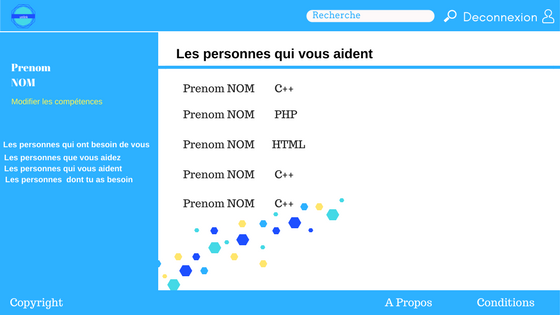 Recherche
Deconnexion
Prenom
NOM
Modifier les compétences
Les personnes qui ont besoin de vous
Les personnes que vous aidez
Les personnes qui vous aident
Les personnes dont tu as besoin
Les personnes qui vous aident
Prenom NOM C++
Prenom NOM PHP
Prenom NOM HTML
Prenom NOM C++
Prenom NOM C++
Copyright
A Propos
Conditions